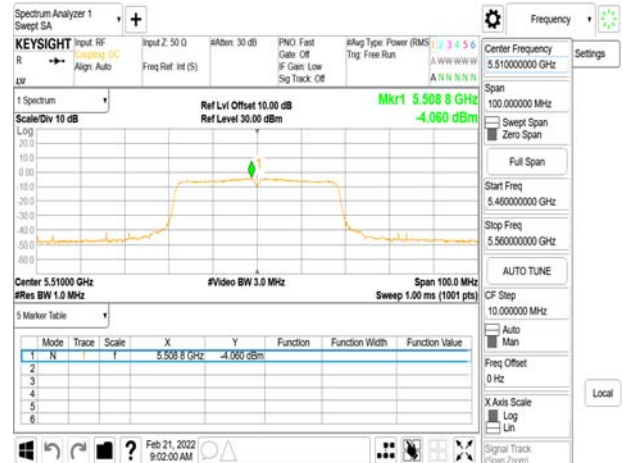 Spectrum Analyzer 1
Swept SA
Frequency
Settings
KEYSIGHT
R
LV
Input: RF
Coupling: DC
Align: Auto
Input Z: 50 Ω
Freq Ref: Int (S)
#Atten: 30 dB
PNO: Fast
Gate: Off
IF Gain: Low
Sig Track: Off
#Avg Type: Power (RMS
Trig: Free Run
1 2 3 4 5 6
A W W W W W
A N N N N N
1 Spectrum
Scale/Div 10 dB
Ref Lvl Offset 10.00 dB
Ref Level 30.00 dBm
Mkr1 5.508 8 GHz
-4.060 dBm
Log
20.0
10.0
0.00
-10.0
-20.0
-30.0
-40.0
-50.0
-60.0
1
Center 5.51000 GHz
#Video BW 3.0 MHz
Span 100.0 MHz
#Res BW 1.0 MHz
Sweep 1.00 ms (1001 pts)
5 Marker Table
Mode Trace Scale X Y Function Function Width Function Value
1 N 1 f 5.508 8 GHz -4.060 dBm
2
3
4
5
6
Feb 21, 2022
9:02:00 AM
Center Frequency
5.510000000 GHz
Span
100.000000 MHz
Swept Span
Zero Span
Full Span
Start Freq
5.460000000 GHz
Stop Freq
5.560000000 GHz
AUTO TUNE
CF Step
10.000000 MHz
Auto
Man
Freq Offset
0 Hz
X Axis Scale
Log
Lin
Signal Track
(Span Zoom)
Local